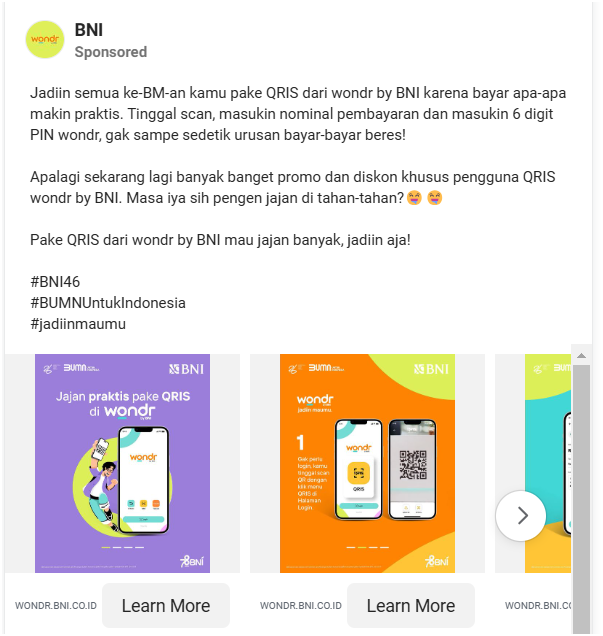 BNI
Sponsored
Jadiin semua ke-BM-an kamu pake QRIS dari wondr by BNI karena bayar apa-apa
makin praktis. Tinggal scan, masukin nominal pembayaran dan masukin 6 digit
PIN wondr, gak sampe sedetik urusan bayar-bayar beres!
Apalagi sekarang lagi banyak banget promo dan diskon khusus pengguna QRIS
wondr by BNI. Masa iya sih pengen jajan di tahan-tahan?
Pake QRIS dari wondr by BNI mau jajan banyak, jadiin aja!
#BNI46
#BUMNUntukIndonesia
#jadiinmaumu
BUMN
BNI
Jajan praktis pake QRIS
di wondr
wondr
BNI
BUMN
BNI
wondr
jadiin maumu
1
Gak perlu
login, kamu
tinggal scan
QR dengan
klik menu
QRIS di
Halaman
Login.
wondr
QRIS
BNI
BUMN
WONDR.BNI.CO.ID
Learn More
WONDR.BNI.CO.ID
Learn More
WONDR.BNI.C